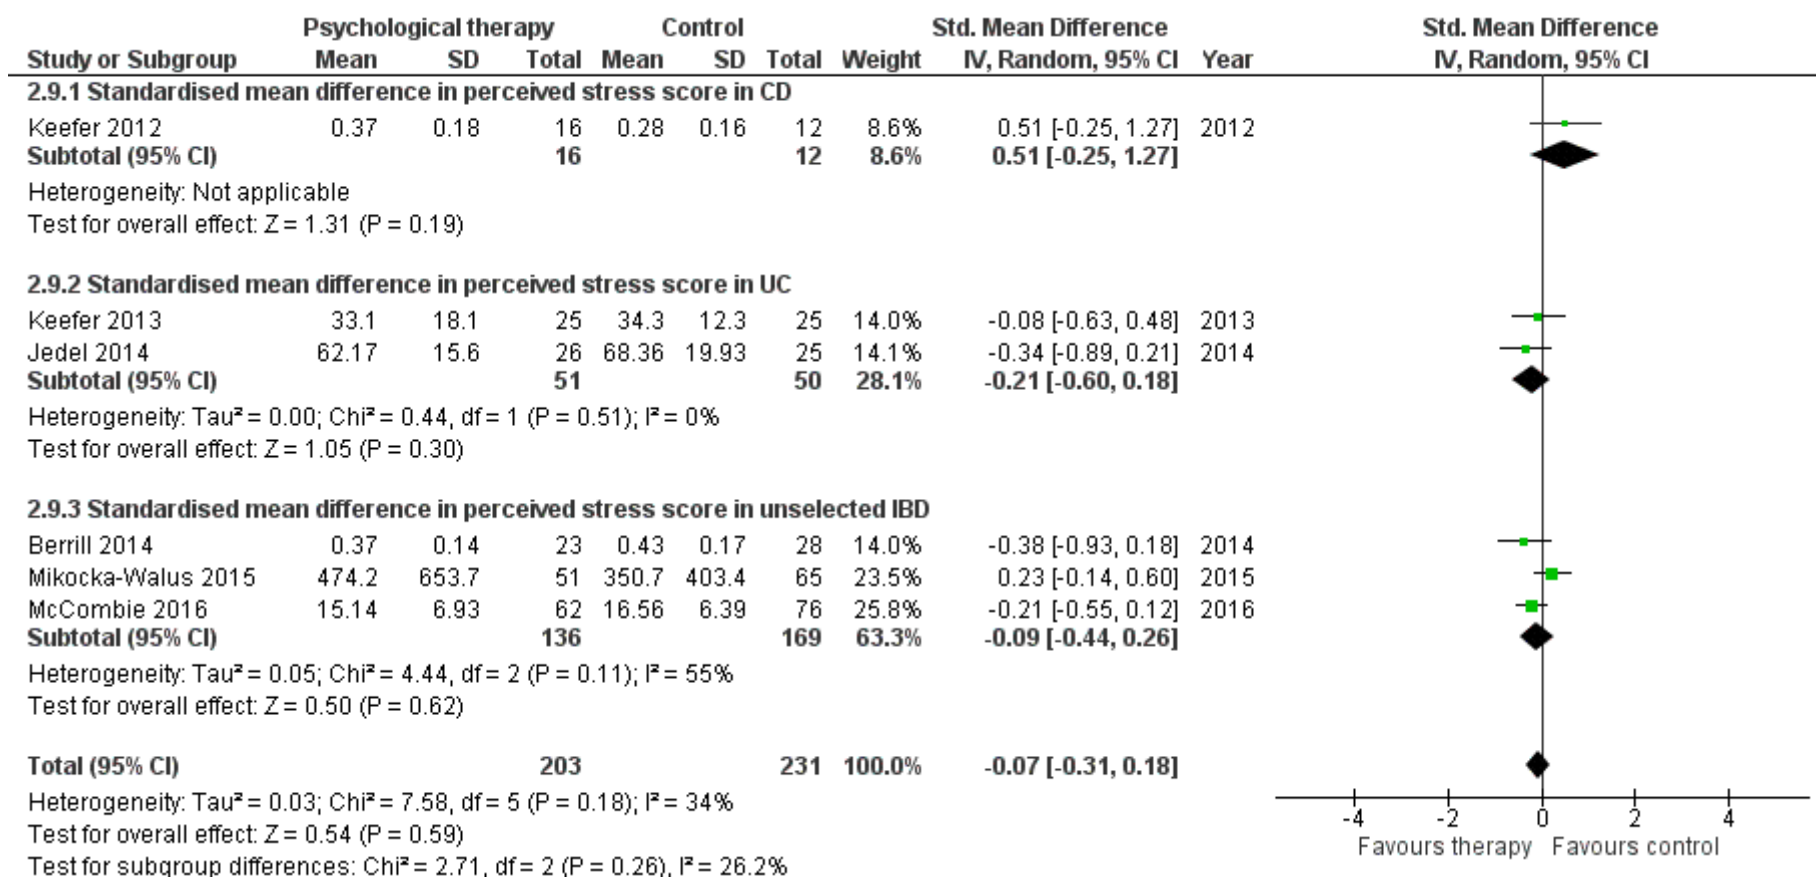 Psychological therapy Control Std. Mean Difference Std. Mean Difference
Study or Subgroup Mean SD Total Mean SD Total Weight IV, Random, 95% CI Year IV, Random, 95% CI
2.9.1 Standardised mean difference in perceived stress score in CD
Keefer 2012 0.37 0.18 16 0.28 0.16 12 8.6% 0.51 [-0.25, 1.27] 2012
Subtotal (95% CI) 16 12 8.6% 0.51 [-0.25, 1.27]
Heterogeneity: Not applicable
Test for overall effect: Z = 1.31 (P = 0.19)
2.9.2 Standardised mean difference in perceived stress score in UC
Keefer 2013 33.1 18.1 25 34.3 12.3 25 14.0% -0.08 [-0.63, 0.48] 2013
Jedel 2014 62.17 15.6 26 68.36 19.93 25 14.1% -0.34 [-0.89, 0.21] 2014
Subtotal (95% CI) 51 50 28.1% -0.21 [-0.60, 0.18]
Heterogeneity: Tau² = 0.00; Chi² = 0.44, df = 1 (P = 0.51); I² = 0%
Test for overall effect: Z = 1.05 (P = 0.30)
2.9.3 Standardised mean difference in perceived stress score in unselected IBD
Berrill 2014 0.37 0.14 23 0.43 0.17 28 14.0% -0.38 [-0.93, 0.18] 2014
Mikocka-Walus 2015 474.2 653.7 51 350.7 403.4 65 23.5% 0.23 [-0.14, 0.60] 2015
McCombie 2016 15.14 6.93 62 16.56 6.39 76 25.8% -0.21 [-0.55, 0.12] 2016
Subtotal (95% CI) 136 169 63.3% -0.09 [-0.44, 0.26]
Heterogeneity: Tau² = 0.05; Chi² = 4.44, df = 2 (P = 0.11); I² = 55%
Test for overall effect: Z = 0.50 (P = 0.62)
Total (95% CI) 203 231 100.0% -0.07 [-0.31, 0.18]
Heterogeneity: Tau² = 0.03; Chi² = 7.58, df = 5 (P = 0.18); I² = 34%
Test for overall effect: Z = 0.54 (P = 0.59)
Test for subgroup differences: Chi² = 2.71, df = 2 (P = 0.26), I² = 26.2%
-4 -2 0 2 4
Favours therapy Favours control